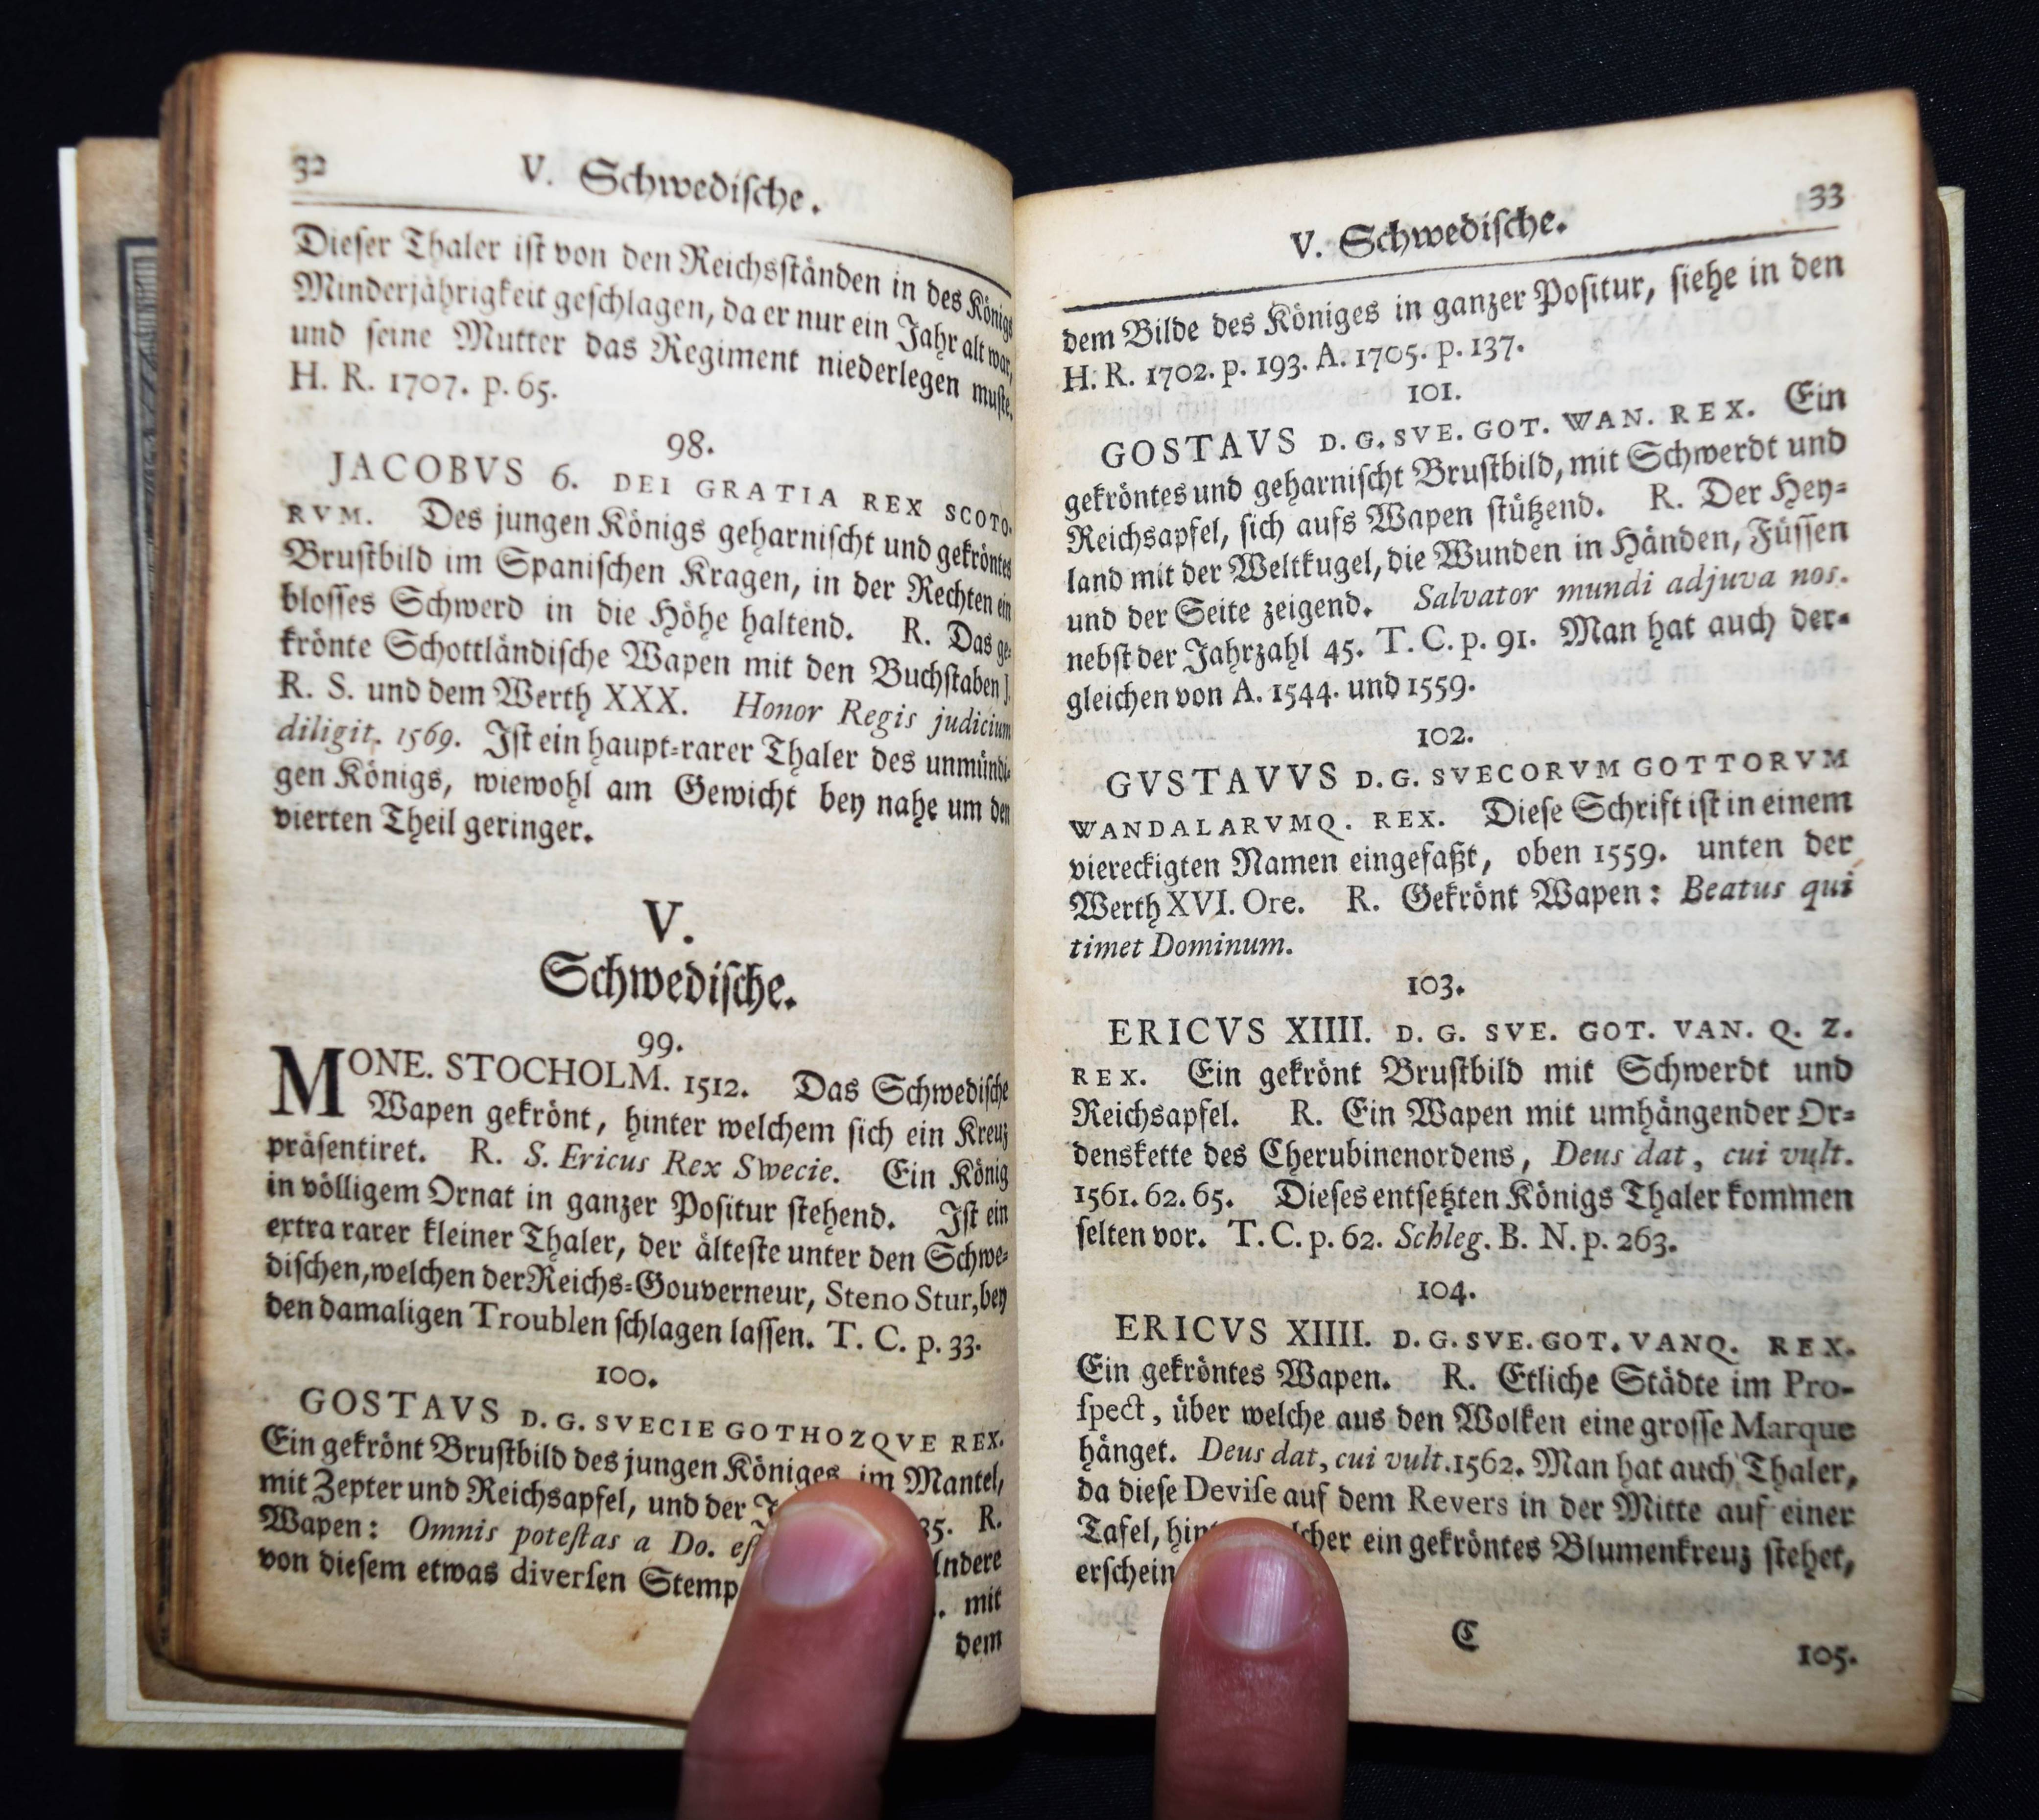 32
V. Schwedische.
Dieser Thaler ist von den Reichsständen in des Königs
Minderjährigkeit geschlagen, da er nur ein Jahr alt war,
und seine Mutter das Regiment niederlegen muste.
H. R. 1707. p. 65.
98.
JACOBVS 6. DEI GRATIA REX SCOTO-
RVM. Des jungen Königs geharnischt und gekröntes
Brustbild im Spanischen Kragen, in der Rechten ein
blosses Schwerd in die Höhe haltend. R. Das ge-
krönte Schottländische Wapen mit den Buchstaben J.
R. S. und dem Werth XXX. Honor Regis judicium
diligit. 1569. Ist ein haupt-rarer Thaler des unmündi-
gen Königs, wiewohl am Gewicht bey nahe um den
vierten Theil geringer.
V.
Schwedische.
99.
MONE. STOCHOLM. 1512. Das Schwedische
Wapen gekrönt, hinter welchem sich ein Kreuz
präsentiret. R. S. Ericus Rex Swecie. Ein König
in völligem Ornat in ganzer Positur stehend. Ist ein
extra rarer kleiner Thaler, der älteste unter den Schwe-
dischen, welchen der Reichs-Gouverneur, Steno Stur, bey
den damaligen Troublen schlagen lassen. T. C. p. 33.
100.
GOSTAVS D. G. SVECIE GOTHOZQVE REX.
Ein gekrönt Brustbild des jungen Königes im Mantel,
mit Zepter und Reichsapfel, und der 35. R.
Wapen: Omnis potestas a Do.
von diesem etwas diversen mit
dem
33
V. Schwedische.
dem Bilde des Königes in ganzer Positur, siehe in den
H. R. 1702. p. 193. A. 1705. p. 137.
101.
GOSTAVS D. G. SVE. GOT. WAN. REX. Ein
gekröntes und geharnischt Brustbild, mit Schwerdt und
Reichsapfel, sich aufs Wapen stützend. R. Der Hey-
land mit der Weltkugel, die Wunden in Händen, Füssen
und der Seite zeigend. Salvator mundi adjuva nos.
nebst der Jahrzahl 45. T. C. p. 91. Man hat auch der-
gleichen von A. 1544. und 1559.
102.
GVSTAVVS D. G. SVECORVM GOTTORVM
WANDALARVMQ. REX. Diese Schrift ist in einem
viereckigten Namen eingefaßt, oben 1559. unten der
Werth XVI. Ore. R. Gekrönt Wapen: Beatus qui
timet Dominum.
103.
ERICVS XIIII. D. G. SVE. GOT. VAN. Q. Z.
REX. Ein gekrönt Brustbild mit Schwerdt und
Reichsapfel. R. Ein Wapen mit umhängender Or-
denskette des Cherubinenordens, Deus dat, cui vult.
1561. 62. 65. Dieses entsetzten Königs Thaler kommen
selten vor. T. C. p. 62. Schleg. B. N. p. 263.
104.
ERICVS XIIII. D. G. SVE. GOT. VANQ. REX.
Ein gekröntes Wapen. R. Etliche Städte im Pro-
spect, über welche aus den Wolken eine grosse Marque
hänget. Deus dat, cui vult. 1562. Man hat auch Thaler,
da diese Devise auf dem Revers in der Mitte auf einer
Tafel, ein gekröntes Blumenkreuz stehet,
C
105.